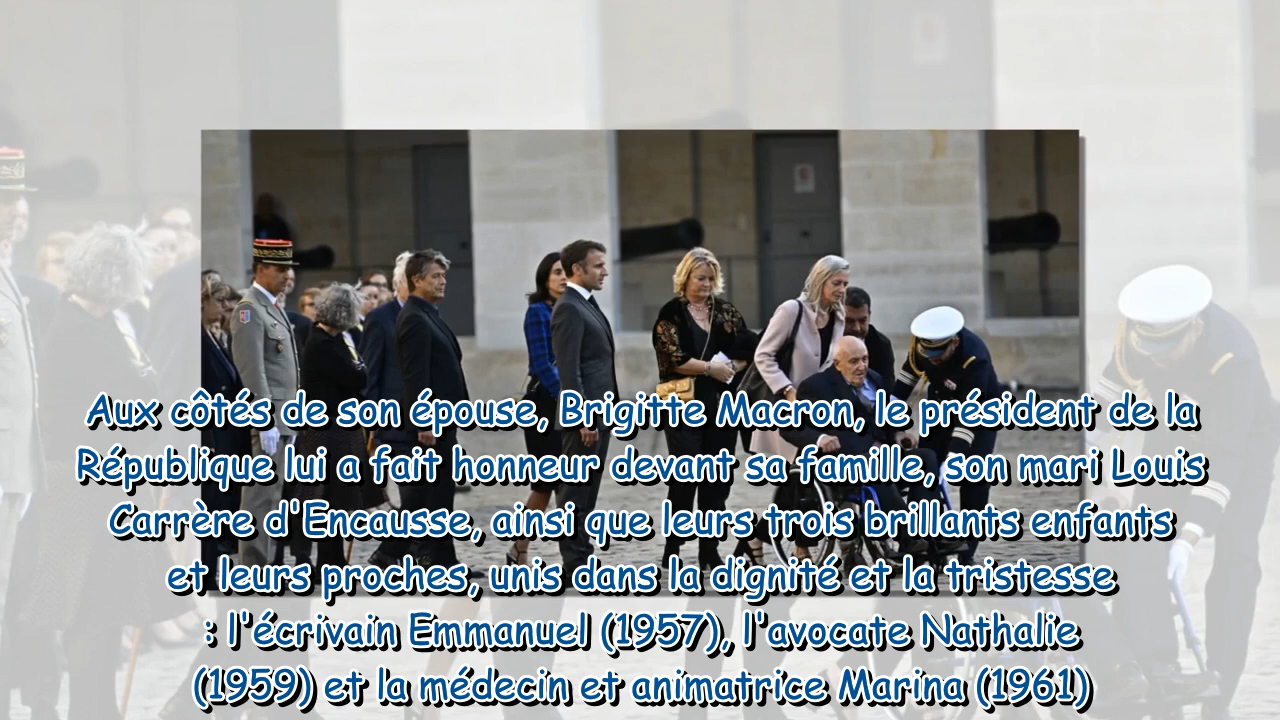 Aux côtés de son épouse, Brigitte Macron, le président de la
République lui a fait honneur devant sa famille, son mari Louis
Carrère d'Encausse, ainsi que leurs trois brillants enfants
et leurs proches, unis dans la dignité et la tristesse
: l'écrivain Emmanuel (1957), l'avocate Nathalie
(1959) et la médecin et animatrice Marina (1961)